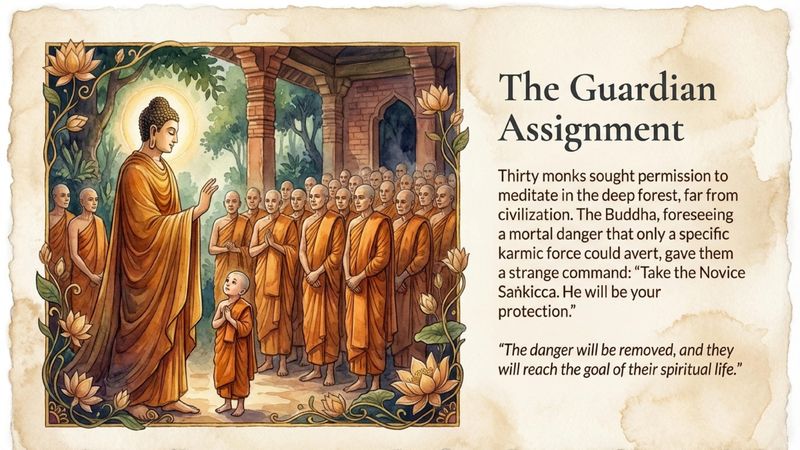 The Guardian
Assignment
Thirty monks sought permission to
meditate in the deep forest, far from
civilization. The Buddha, foreseeing
a mortal danger that only a specific
karmic force could avert, gave them
a strange command: “Take the Novice
Saṅkicca. He will be your
protection.”
“The danger will be removed, and they
will reach the goal of their spiritual life.”